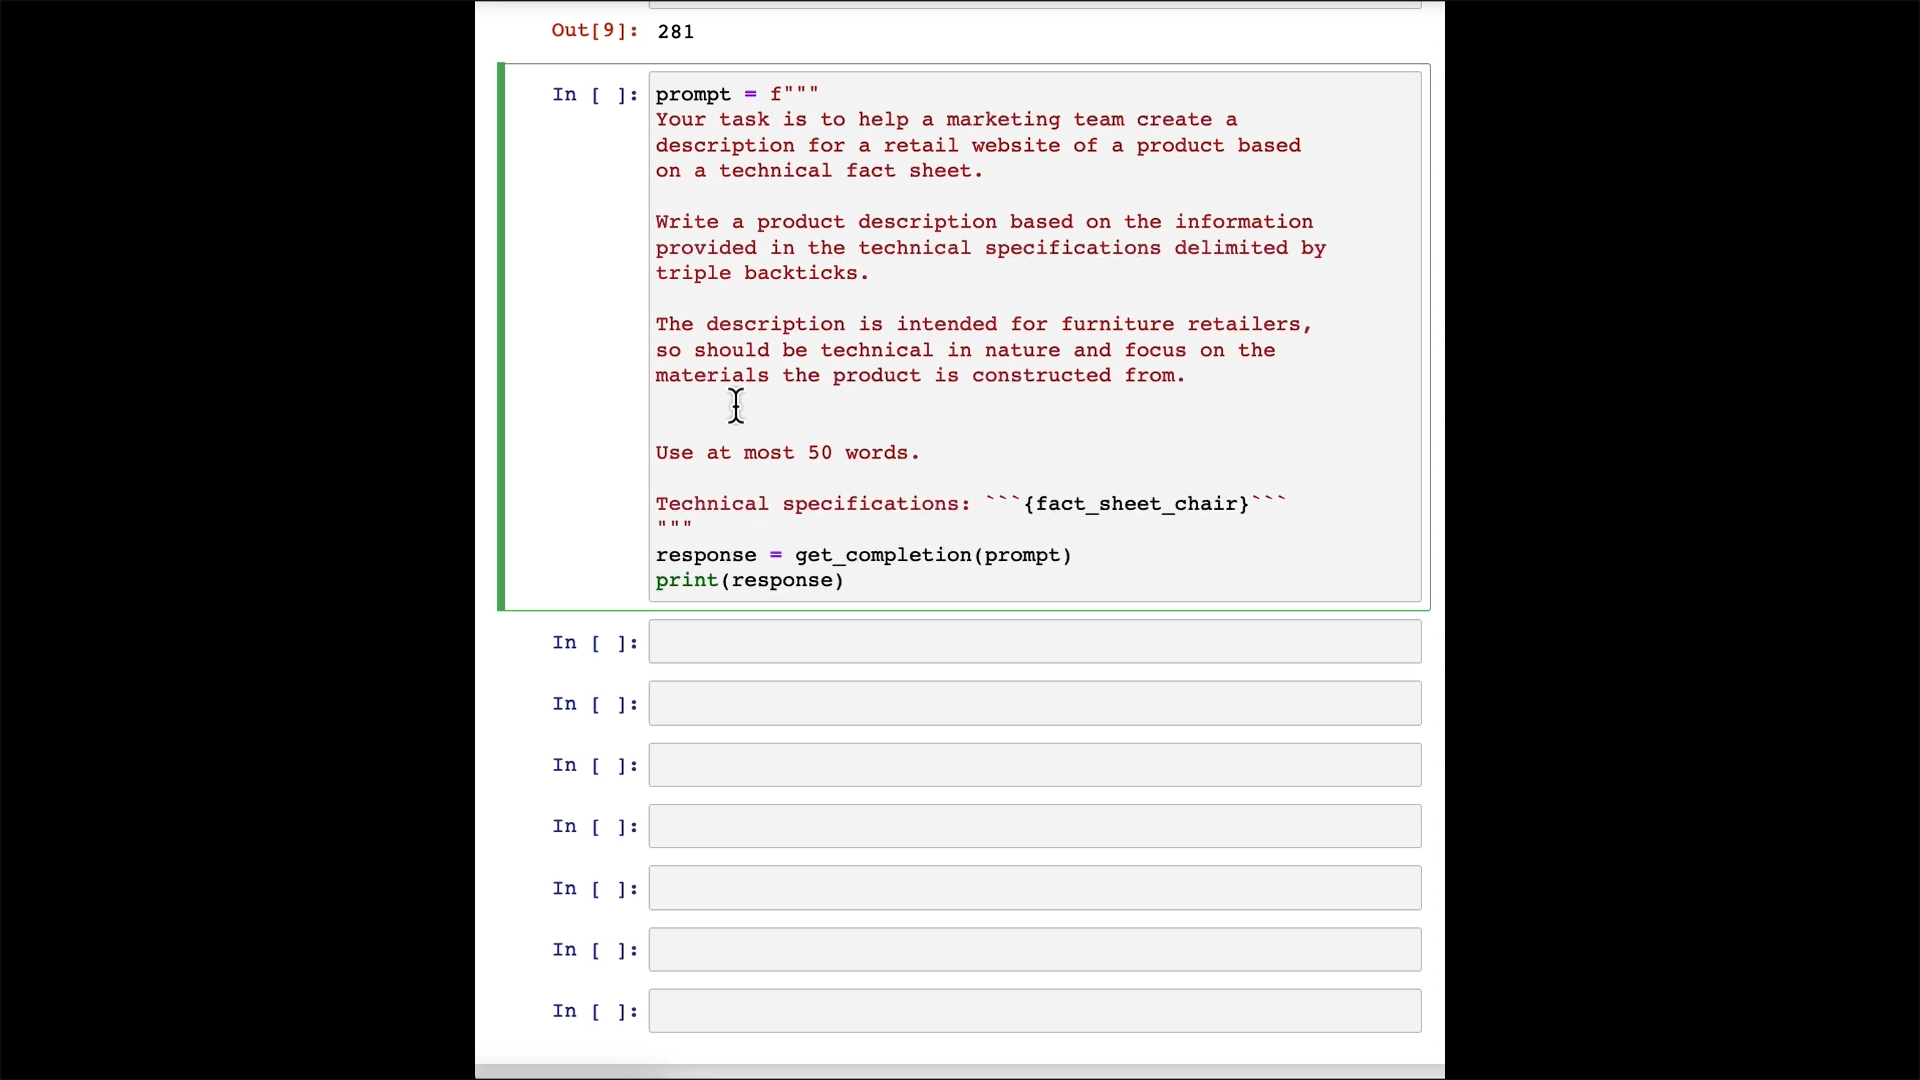 Out[9]: 281
In [ ]: prompt = f"""
Your task is to help a marketing team create a
description for a retail website of a product based
on a technical fact sheet.
Write a product description based on the information
provided in the technical specifications delimited by
triple backticks.
The description is intended for furniture retailers,
so should be technical in nature and focus on the
materials the product is constructed from.
Use at most 50 words.
Technical specifications: ```{fact_sheet_chair}```
"""
response = get_completion(prompt)
print(response)
In [ ]:
In [ ]:
In [ ]:
In [ ]:
In [ ]:
In [ ]:
In [ ]: